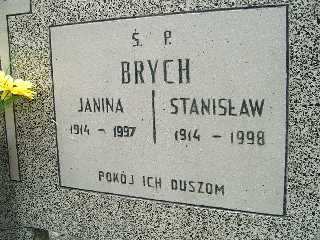 Ś. P.
BRYCH
JANINA | STANISŁAW
1914 - 1997 | 1914 - 1998
POKÓJ ICH DUSZOM